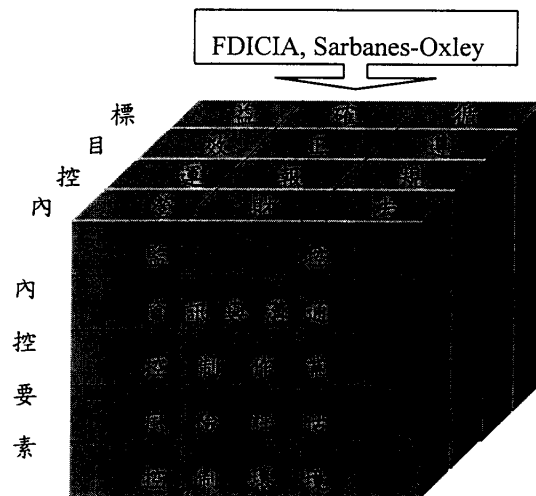 FDICIA, Sarbanes-Oxley
內控目標
營運效益
財報正確
法規遵循
內控要素
監控
資訊與溝通
控制作業
風險評估
控制環境